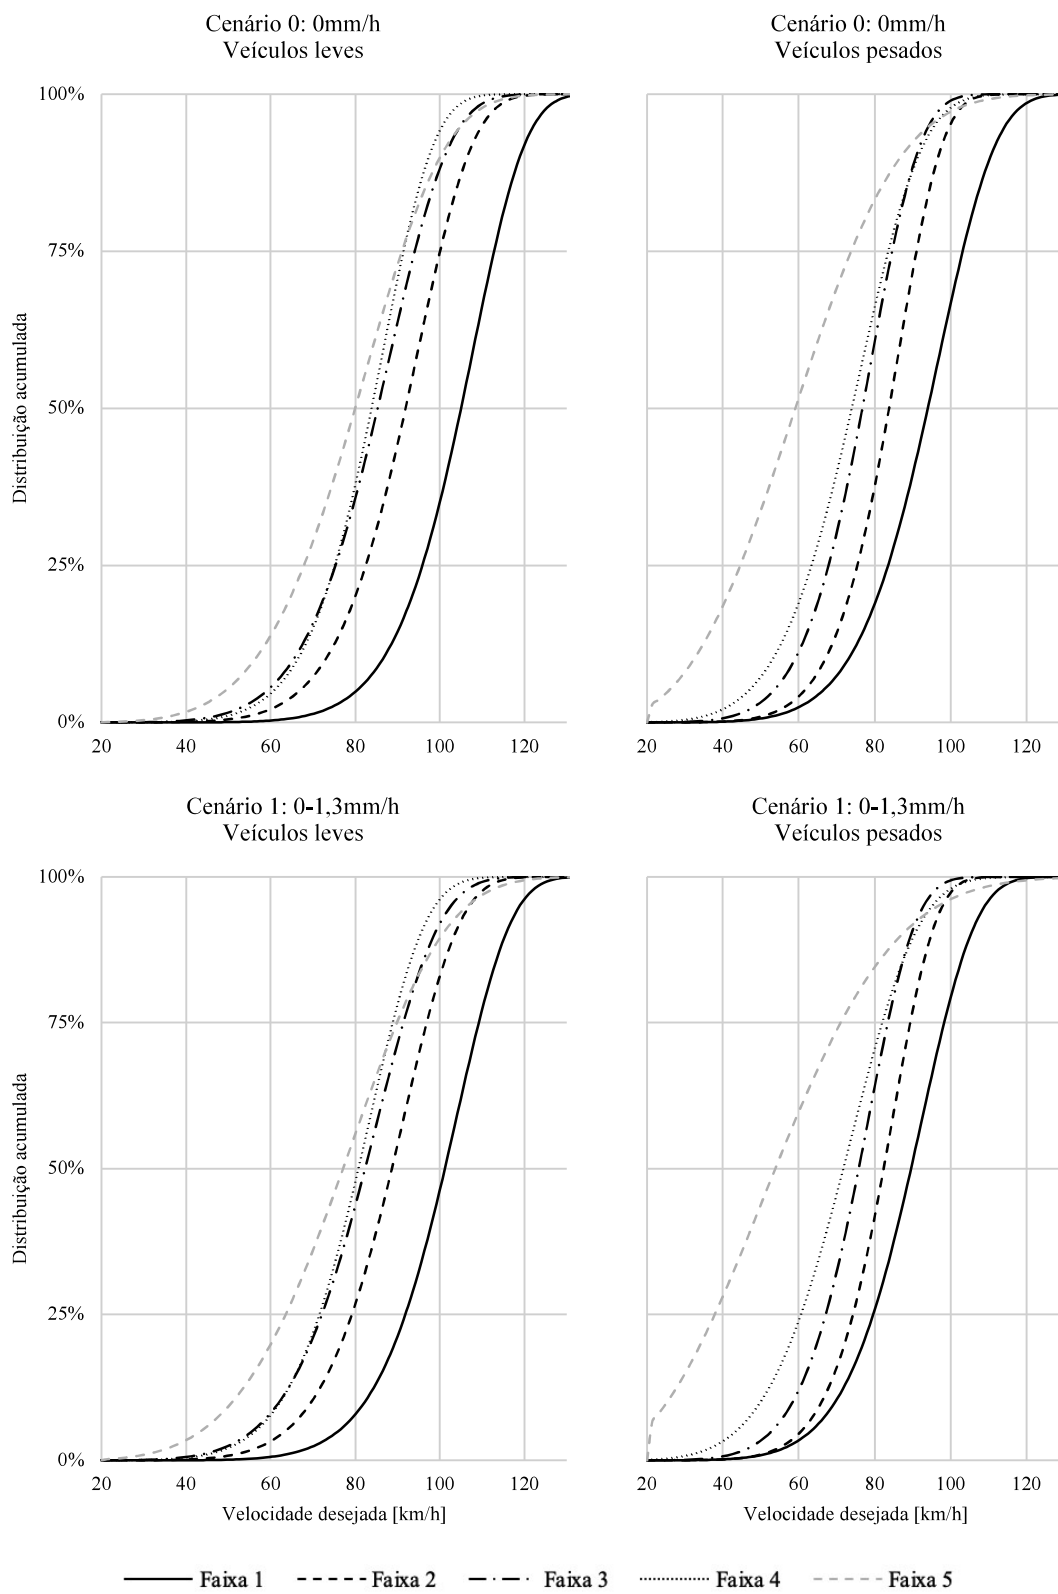 Cenário 0: 0mm/h
Veículos leves
Cenário 0: 0mm/h
Veículos pesados
Distribuição acumulada
100%
75%
50%
25%
0%
20 40 60 80 100 120
20 40 60 80 100 120
Cenário 1: 0-1,3mm/h
Veículos leves
Cenário 1: 0-1,3mm/h
Veículos pesados
Distribuição acumulada
100%
75%
50%
25%
0%
20 40 60 80 100 120
20 40 60 80 100 120
Velocidade desejada [km/h]
Velocidade desejada [km/h]
Faixa 1 Faixa 2 Faixa 3 Faixa 4 Faixa 5